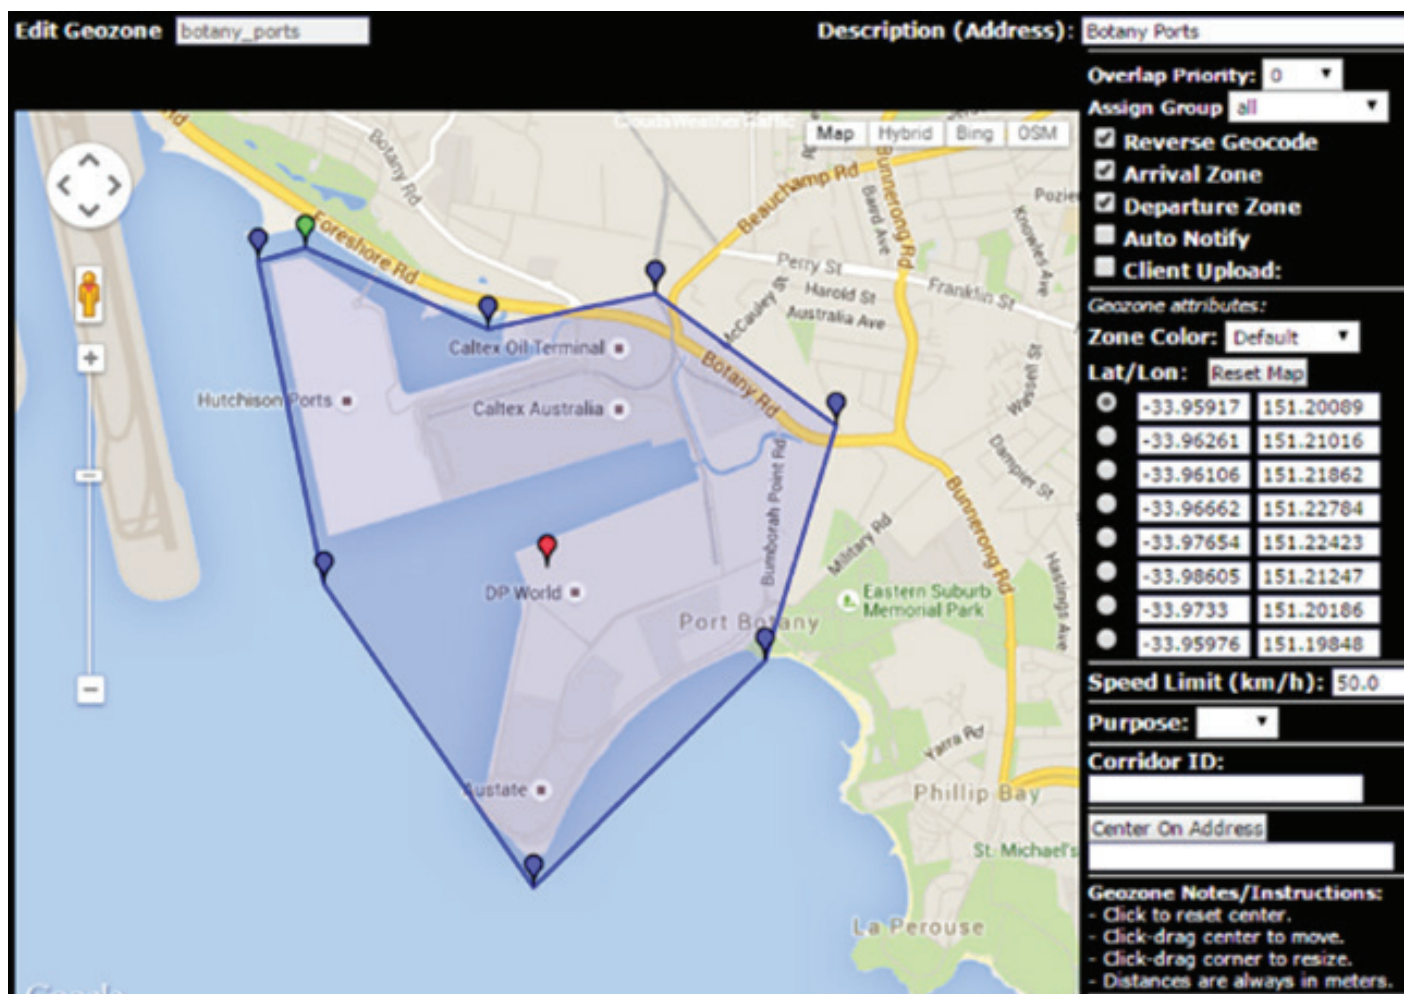 Edit Geozone botany_ports Description (Address): Botany Ports
Overlap Priority: 0
Assign Group all
Reverse Geocode
Arrival Zone
Departure Zone
Auto Notify
Client Upload:
Geozone attributes:
Zone Color: Default
Lat/Lon: Reset Map
-33.95917 151.20089
-33.96261 151.21016
-33.96106 151.21862
-33.96662 151.22784
-33.97654 151.22423
-33.98605 151.21247
-33.9733 151.20186
-33.95976 151.19848
Speed Limit (km/h): 50.0
Purpose:
Corridor ID:
Center On Address
Geozone Notes/Instructions:
- Click to reset center.
- Click-drag center to move.
- Click-drag corner to resize.
- Distances are always in meters.
Map Hybrid Bing OSM
Botany Rd
Foreshore Rd
Beauchamp Rd
Bunnerong Rd
Baird Ave
Knowles Ave
Perry St
Franklin St
Harold St
Australia Ave
McCauley St
Wassell St
Caltex Oil Terminal
Botany Rd
Hutchison Ports
Caltex Australia
Dampier St
Bumborah Point Rd
Bunnerong Rd
Military Rd
Hastings Ave
DP World
Eastern Suburb
Memorial Park
Port Botany
Yarra Rd
Austate
Phillip Bay
St. Michael's
La Perouse